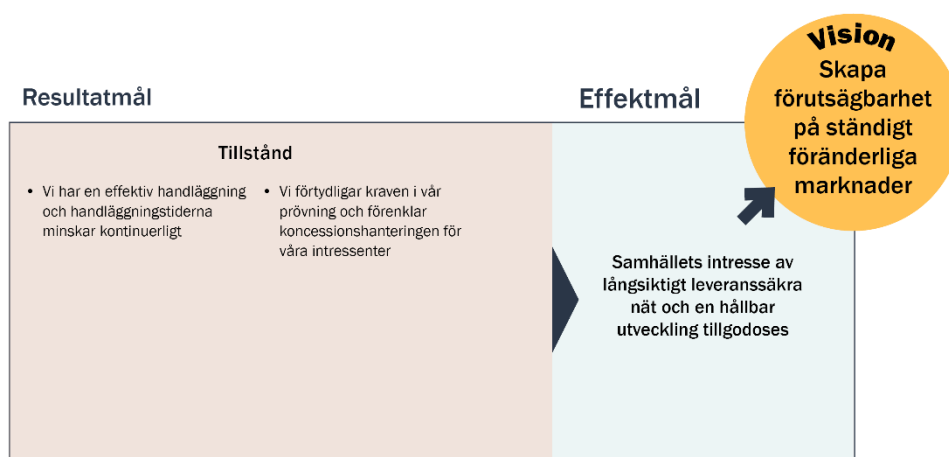 Resultatmål
Tillstånd
• Vi har en effektiv handläggning
och handläggningstiderna
minskar kontinuerligt
• Vi förtydligar kraven i vår
prövning och förenklar
koncessionshanteringen för
våra intressenter
Effektmål
Samhällets intresse av
långsiktigt leveranssäkra
nät och en hållbar
utveckling tillgodoses
Vision
Skapa
förutsägbarhet
på ständigt
föränderliga
marknader